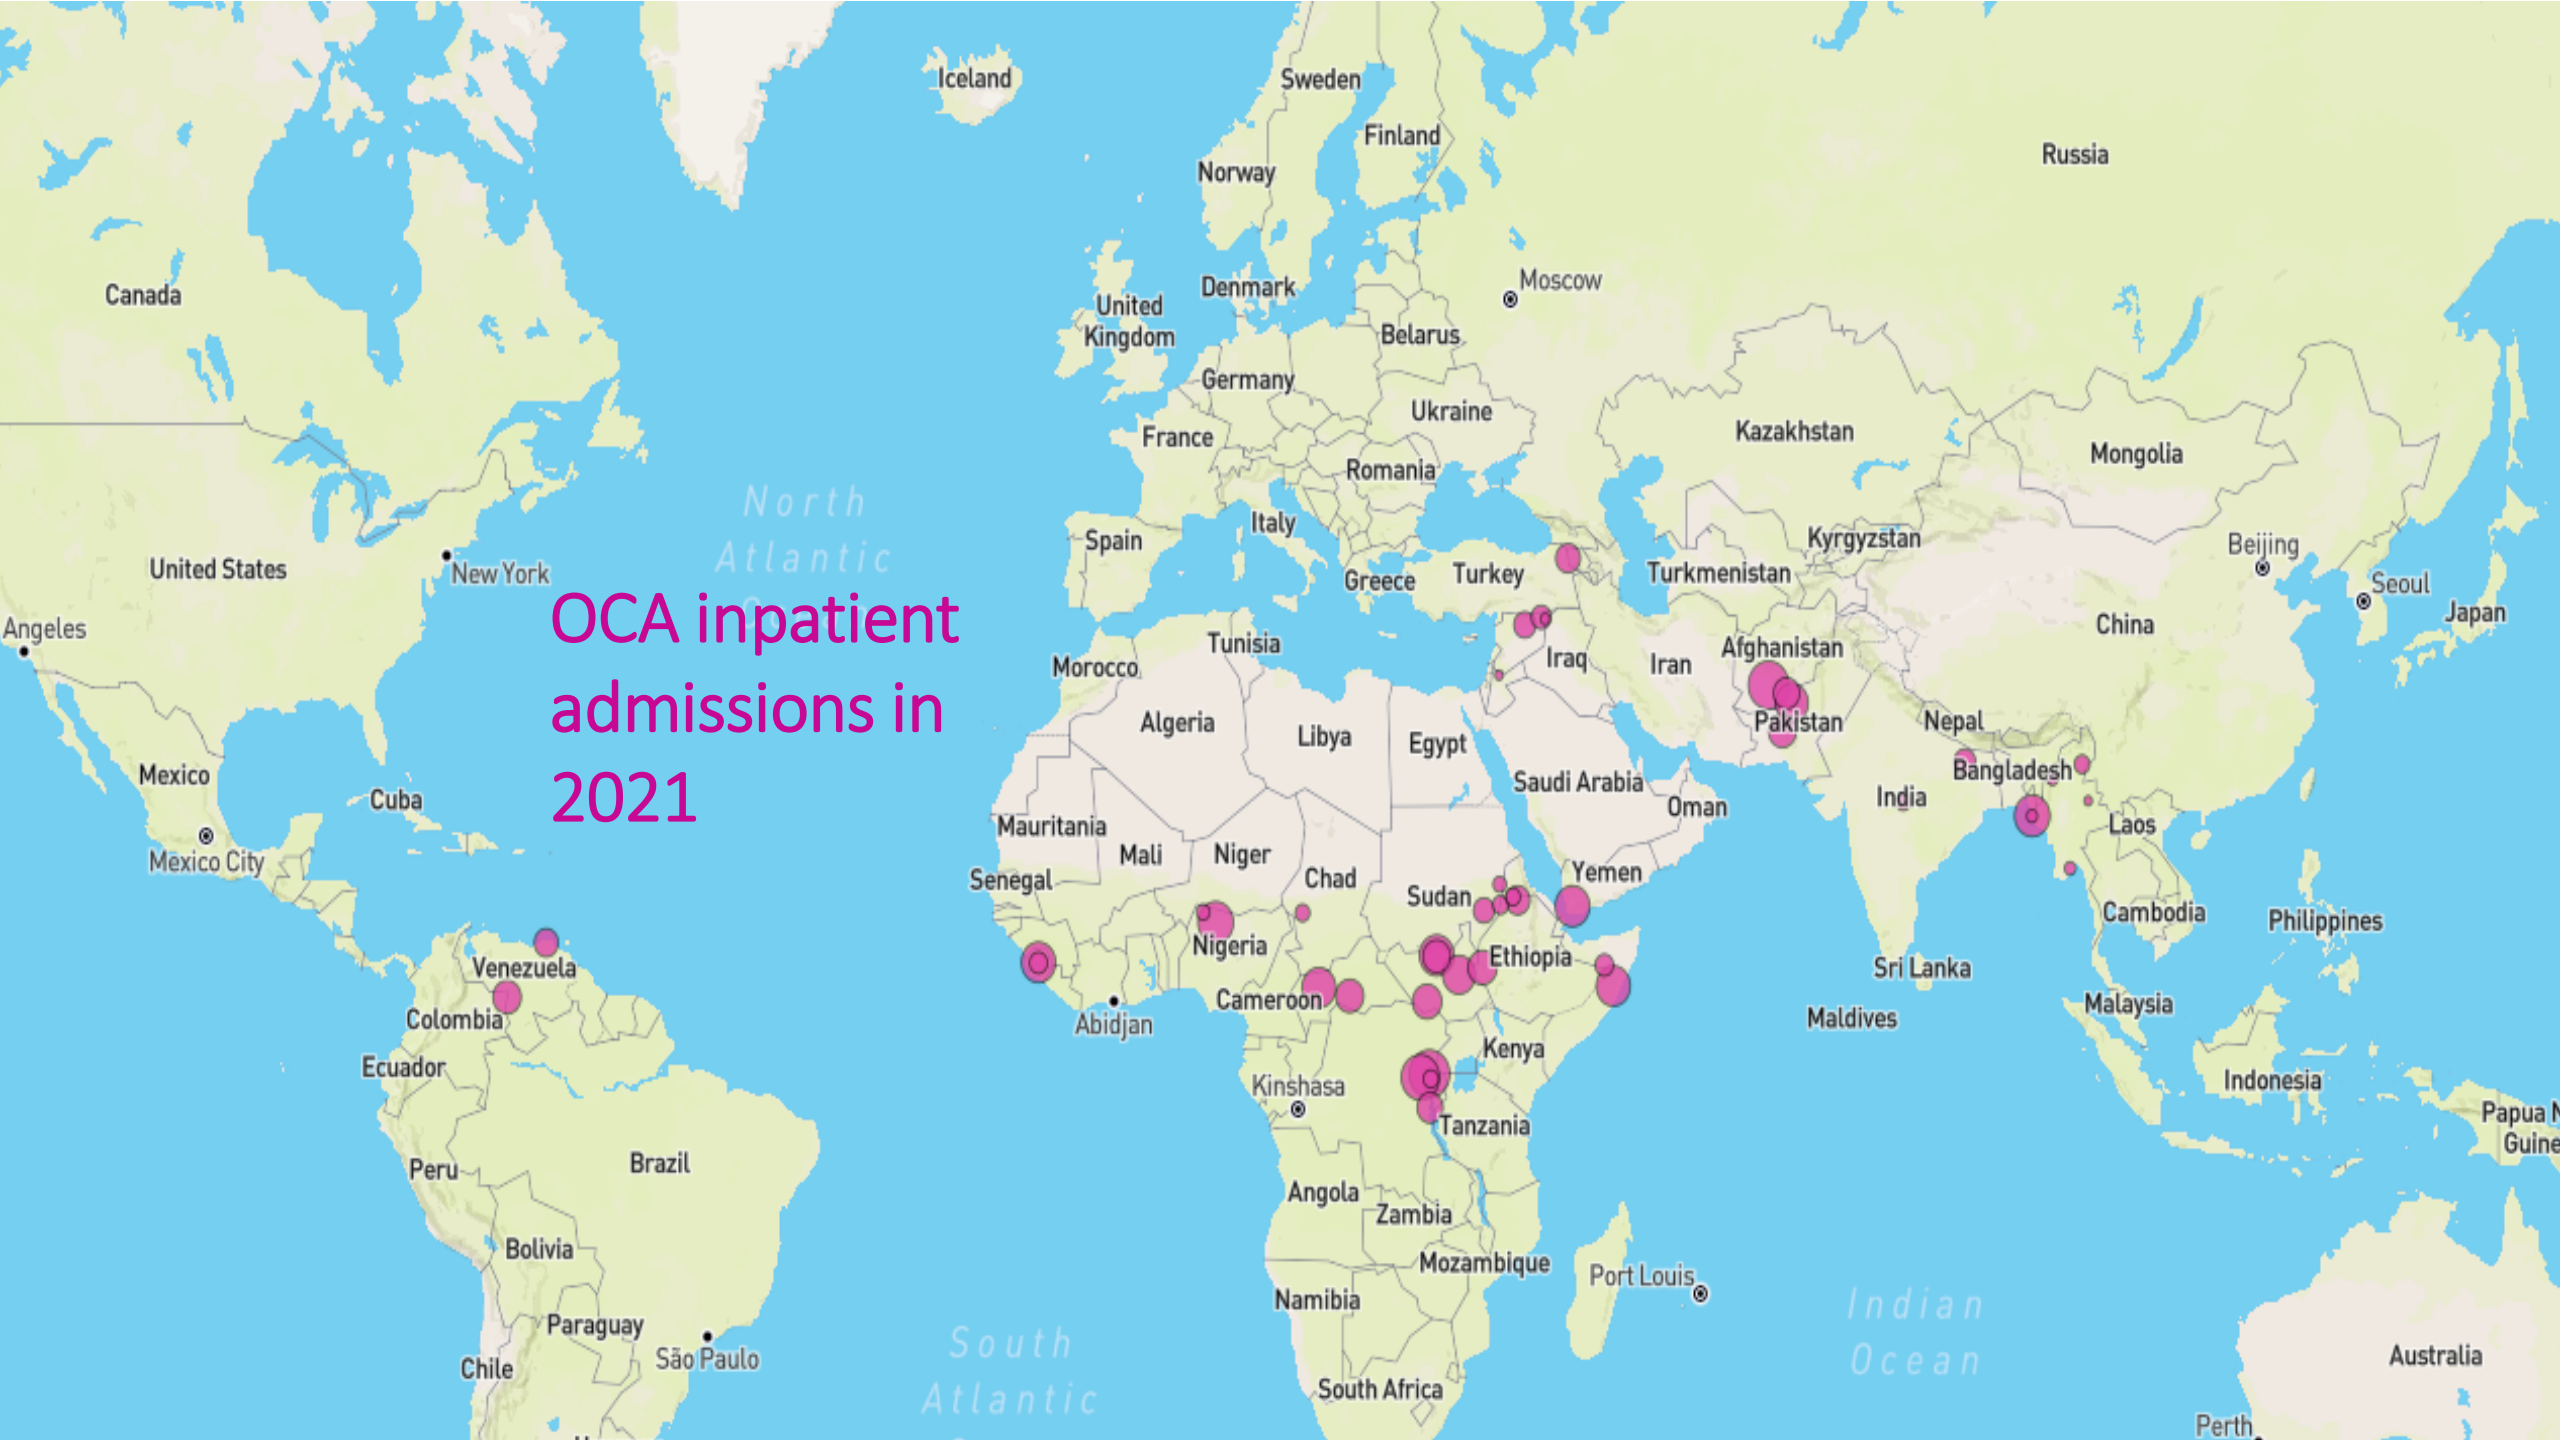 Iceland
Sweden
Finland
Russia
Norway
Moscow
Canada
Denmark
United
Kingdom
Belarus
Germany
Ukraine
Kazakhstan
France
Mongolia
Romania
North
Atlantic
Italy
Spain
Kyrgyzstan
Beijing
United States
New York
Greece
Turkey
Turkmenistan
Seoul
OCA inpatient
admissions in
2021
Angeles
Japan
China
Tunisia
Afghanistan
Morocco
Iraq
Iran
Algeria
Libya
Egypt
Pakistan
Nepal
Mexico
Saudi Arabia
Bangladesh
Cuba
India
Oman
Mauritania
Laos
Mexico City
Mali
Niger
Chad
Yemen
Senegal
Sudan
Cambodia
Philippines
Nigeria
Venezuela
Ethiopia
Sri Lanka
Cameroon
Malaysia
Colombia
Abidjan
Maldives
Kenya
Ecuador
Kinshasa
Indonesia
Tanzania
Papua N
Guine
Peru
Brazil
Angola
Zambia
Bolivia
Mozambique
Port Louis
Namibia
Indian
Ocean
Paraguay
São Paulo
South
Atlantic
Chile
Australia
South Africa
Perth